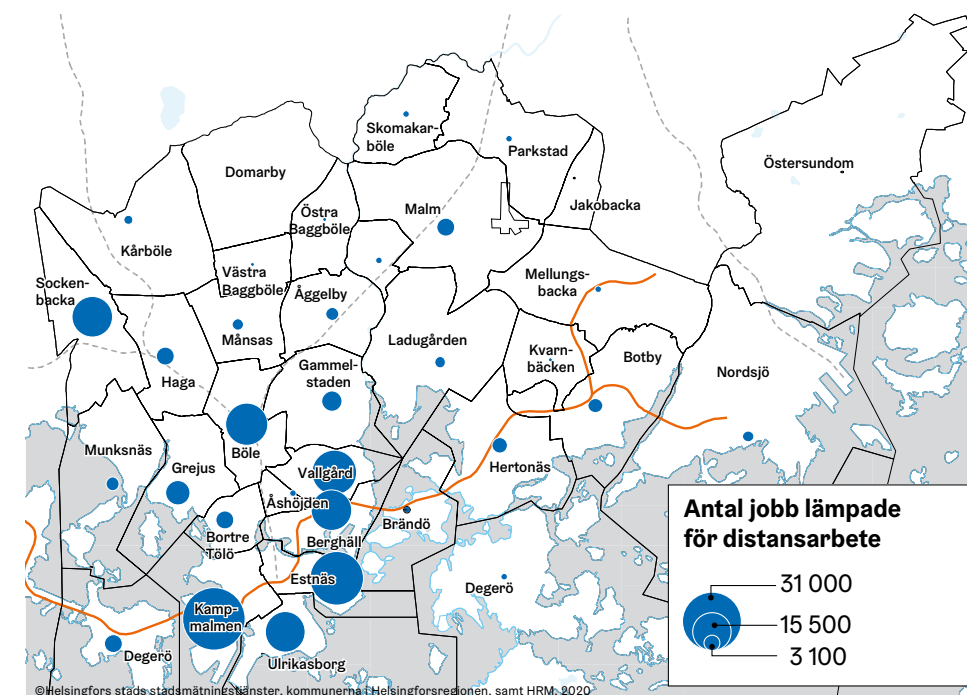 Skomakar-
böle
Parkstad
Östersundom
Domarby
Jakobacka
Östra
Baggböle
Malm
Kårböle
Västra
Baggböle
Mellungs-
backa
Socken-
backa
Åggelby
Månsas
Ladugården
Kvarn-
bäcken
Botby
Nordsjö
Haga
Gammel-
staden
Munksnäs
Grejus
Böle
Vallgård
Hertonäs
Åshöjden
Brändö
Bortre
Tölö
Berghäll
Estnäs
Degerö
Kamp-
malmen
Degerö
Ulrikasborg
Antal jobb lämpade
för distansarbete
31 000
15 500
3 100
©Helsingfors stads stadsmätningstjänster, kommunerna i Helsingforsregionen, samt HRM, 2020